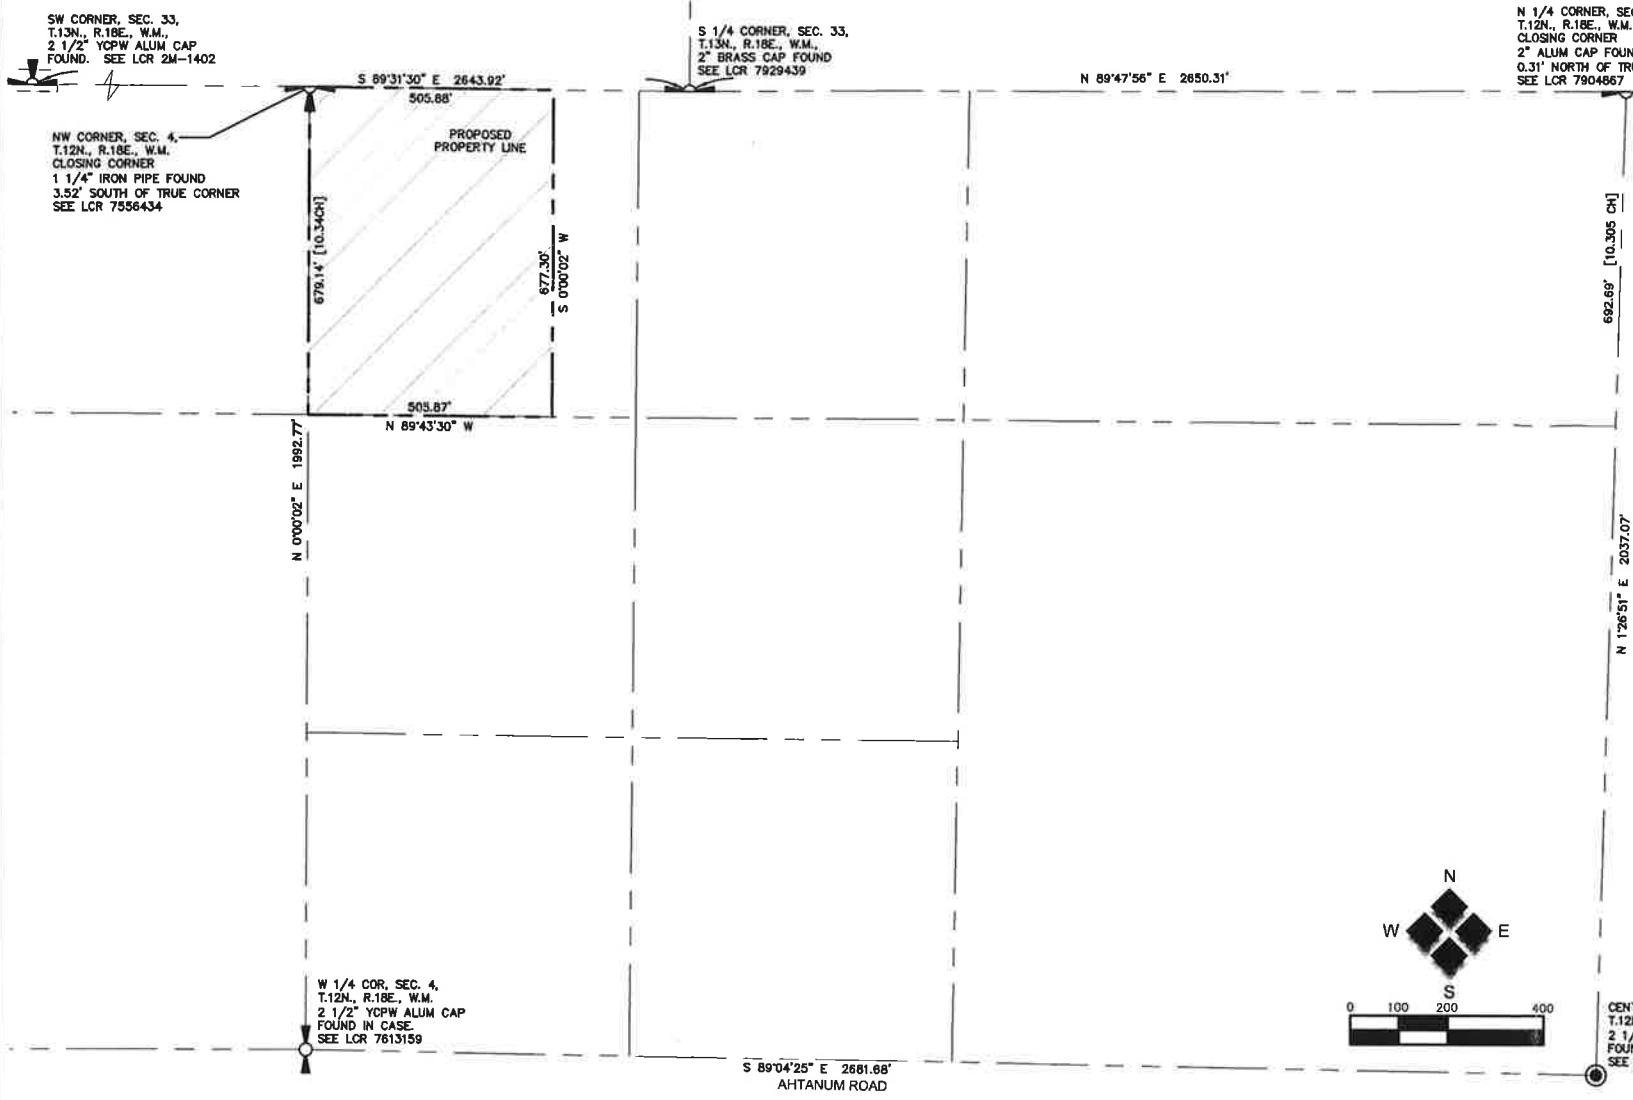 SW CORNER, SEC. 33,
T.13N., R.18E., W.M.,
2 1/2" YCPW ALUM CAP
FOUND. SEE LCR 2M-1402
S 1/4 CORNER, SEC. 33,
T.13N., R.18E., W.M.,
2" BRASS CAP FOUND
SEE LCR 7929439
N 1/4 CORNER,
T.12N., R.18E., W.M.
CLOSING CORNER
2" ALUM CAP
0.31' NORTH OF
SEE LCR 7904867
S 89°31'30" E 2643.92'
505.88'
N 89°47'56" E 2650.31'
NW CORNER, SEC. 4,
T.12N., R.18E., W.M.
CLOSING CORNER
1 1/4" IRON PIPE FOUND
3.52' SOUTH OF TRUE CORNER
SEE LCR 7556434
PROPOSED
PROPERTY LINE
679.14' [10.34CH]
677.30'
S 0°00'02" W
692.69' [10.305 CH]
505.87'
N 89°43'30" W
N 0°00'02" E 1992.77'
N 1°26'51" E 2037.07'
N
W E
S
0 100 200 400
W 1/4 COR, SEC. 4,
T.12N., R.18E., W.M.
2 1/2" YCPW ALUM CAP
FOUND IN CASE.
SEE LCR 7613159
S 89°04'25" E 2681.68'
AHTANUM ROAD
SEE